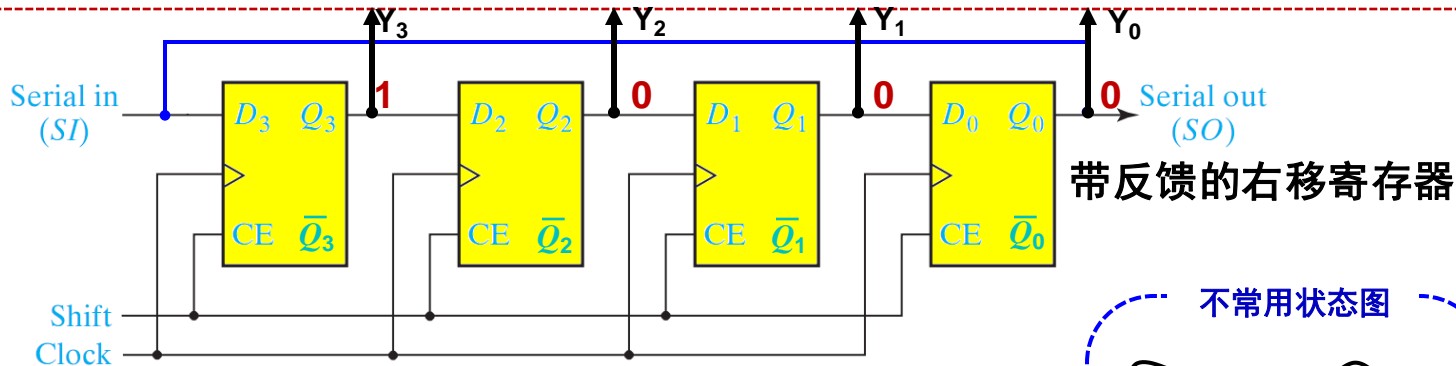 Y3 Y2 Y1 Y0
1 0 0 0
Serial in
(SI)
D3 Q3 D2 Q2 D1 Q1 D0 Q0
Serial out
(SO)
带反馈的右移寄存器
CE Q̅3 CE Q̅2 CE Q̅1 CE Q̅0
不常用状态图
Shift
Clock